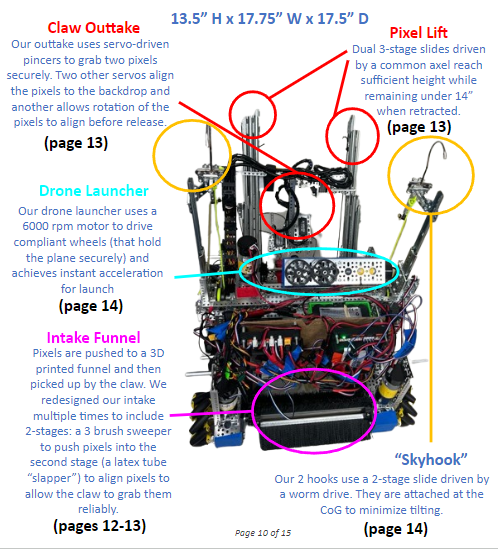 13.5” H x 17.75” W x 17.5” D
Claw Outtake
Our outtake uses servo-driven
pincers to grab two pixels
securely. Two other servos align
the pixels to the backdrop and
another allows rotation of the
pixels to align before release.
(page 13)
Pixel Lift
Dual 3-stage slides driven
by a common axel reach
sufficient height while
remaining under 14”
when retracted.
(page 13)
Drone Launcher
Our drone launcher uses a
6000 rpm motor to drive
compliant wheels (that hold
the plane securely) and
achieves instant acceleration
for launch
(page 14)
Intake Funnel
Pixels are pushed to a 3D
printed funnel and then
picked up by the claw. We
redesigned our intake
multiple times to include
2-stages: a 3 brush sweeper
to push pixels into the
second stage (a latex tube
“slapper”) to align pixels to
allow the claw to grab them
reliably.
(pages 12-13)
“Skyhook”
Our 2 hooks use a 2-stage slide driven by
a worm drive. They are attached at the
CoG to minimize tilting.
(page 14)
Page 10 of 15